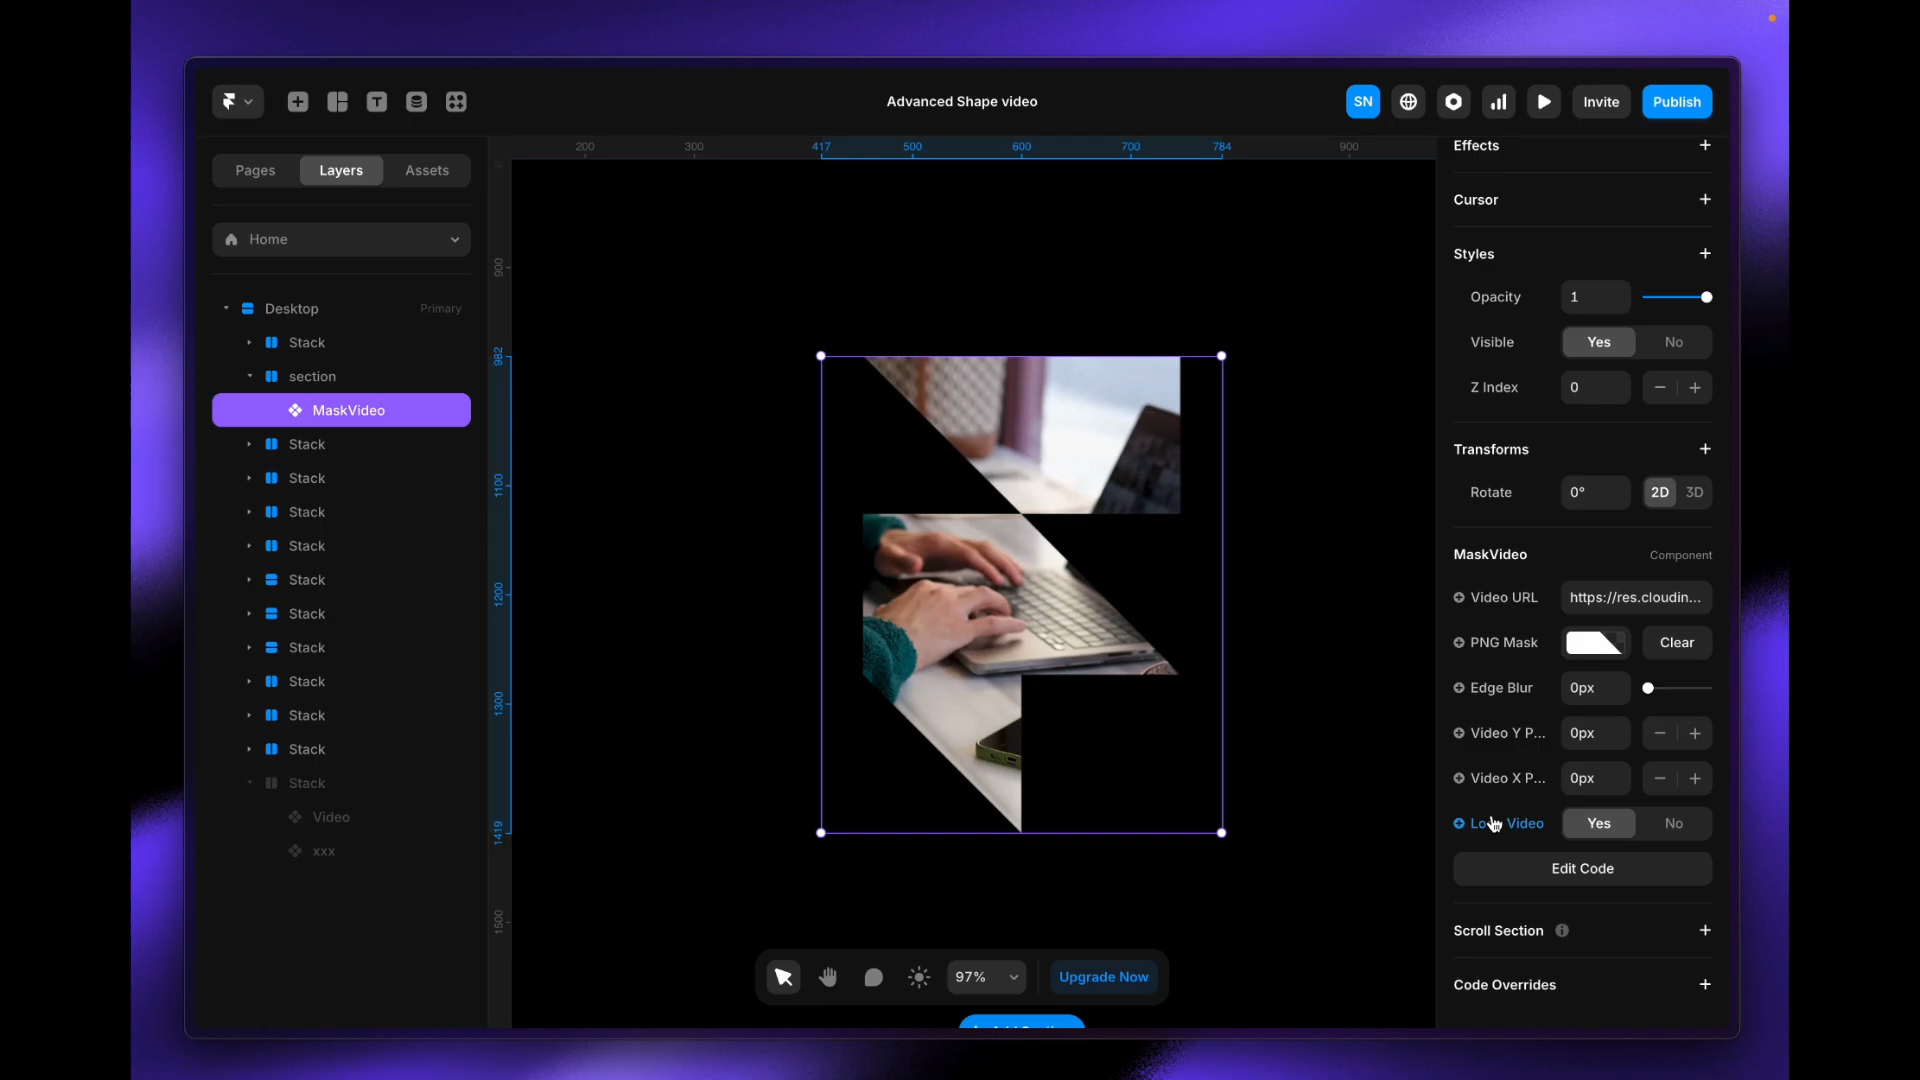 Advanced Shape video
SN
Invite
Publish
Pages
Layers
Assets
Home
Desktop
Primary
Stack
section
MaskVideo
Stack
Stack
Stack
Stack
Stack
Stack
Stack
Stack
Stack
Stack
Stack
Video
xxx
200
300
417
500
600
700
784
900
900
982
1100
1200
1300
1419
1500
97%
Upgrade Now
Effects
Cursor
Styles
Opacity
1
Visible
Yes
No
Z Index
0
Transforms
Rotate
0°
2D
3D
MaskVideo
Component
Video URL
https://res.cloudin...
PNG Mask
Clear
Edge Blur
0px
Video Y P...
0px
Video X P...
0px
Video
Yes
No
Edit Code
Scroll Section
Code Overrides